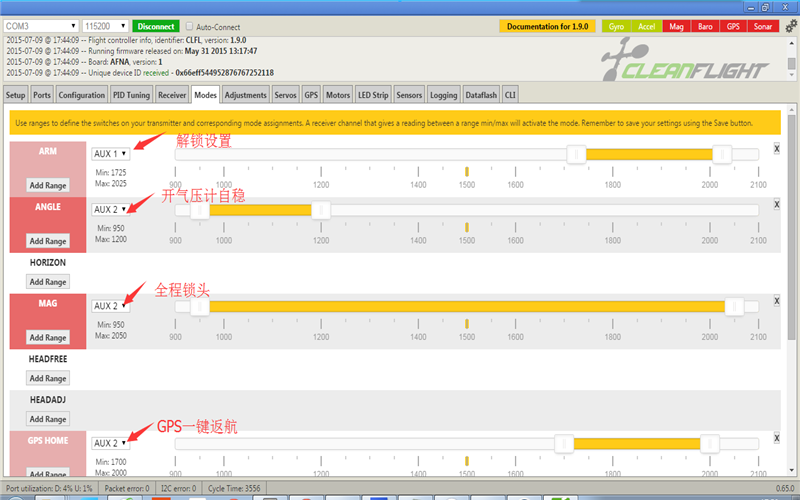 COM3 115200 Disconnect Auto-Connect Documentation for 1.9.0 Gyro Accel Mag Baro GPS Sonar
2015-07-09 @ 17:44:09 -- Flight controller info, identifier: CLFL, version: 1.9.0
2015-07-09 @ 17:44:09 -- Running firmware released on: May 31 2015 13:17:47
2015-07-09 @ 17:44:09 -- Board: AFNA, version: 1
2015-07-09 @ 17:44:09 -- Unique device ID received - 0x66eff544952876767252118
CLEANFLIGHT
Setup Ports Configuration PID Tuning Receiver Modes Adjustments Servos GPS Motors LED Strip Sensors Logging Dataflash CLI
Use ranges to define the switches on your transmitter and corresponding mode assignments. A receiver channel that gives a reading between a range min/max will activate the mode. Remember to save your settings using the Save button.
解锁设置
ARM AUX 1 X
Min: 1725
Max: 2025
Add Range
900 1000 1200 1400 1500 1600 1800 2000 2100
开气压计自稳
ANGLE AUX 2 X
Min: 950
Max: 1200
Add Range
900 1000 1200 1400 1500 1600 1800 2000 2100
HORIZON
Add Range
全程锁头
MAG AUX 2 X
Min: 950
Max: 2050
Add Range
900 1000 1200 1400 1500 1600 1800 2000 2100
HEADFREE
Add Range
HEADADJ
Add Range
GPS一键返航
GPS HOME AUX 2 X
Min: 1700
Max: 2000
Add Range
900 1000 1200 1400 1500 1600 1800 2000 2100
Port utilization: D: 4% U: 1% Packet error: 0 I2C error: 0 Cycle Time: 3556 0.65.0